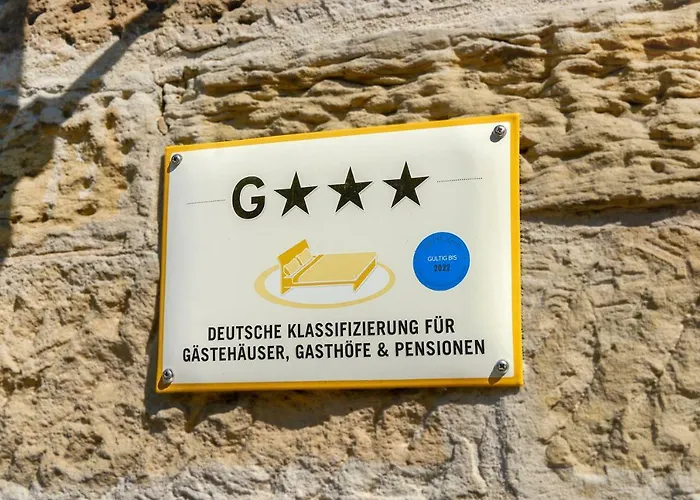 G★★★
GÜLTIG BIS
2022
DEUTSCHE KLASSIFIZIERUNG FÜR
GÄSTEHÄUSER, GASTHÖFE & PENSIONEN